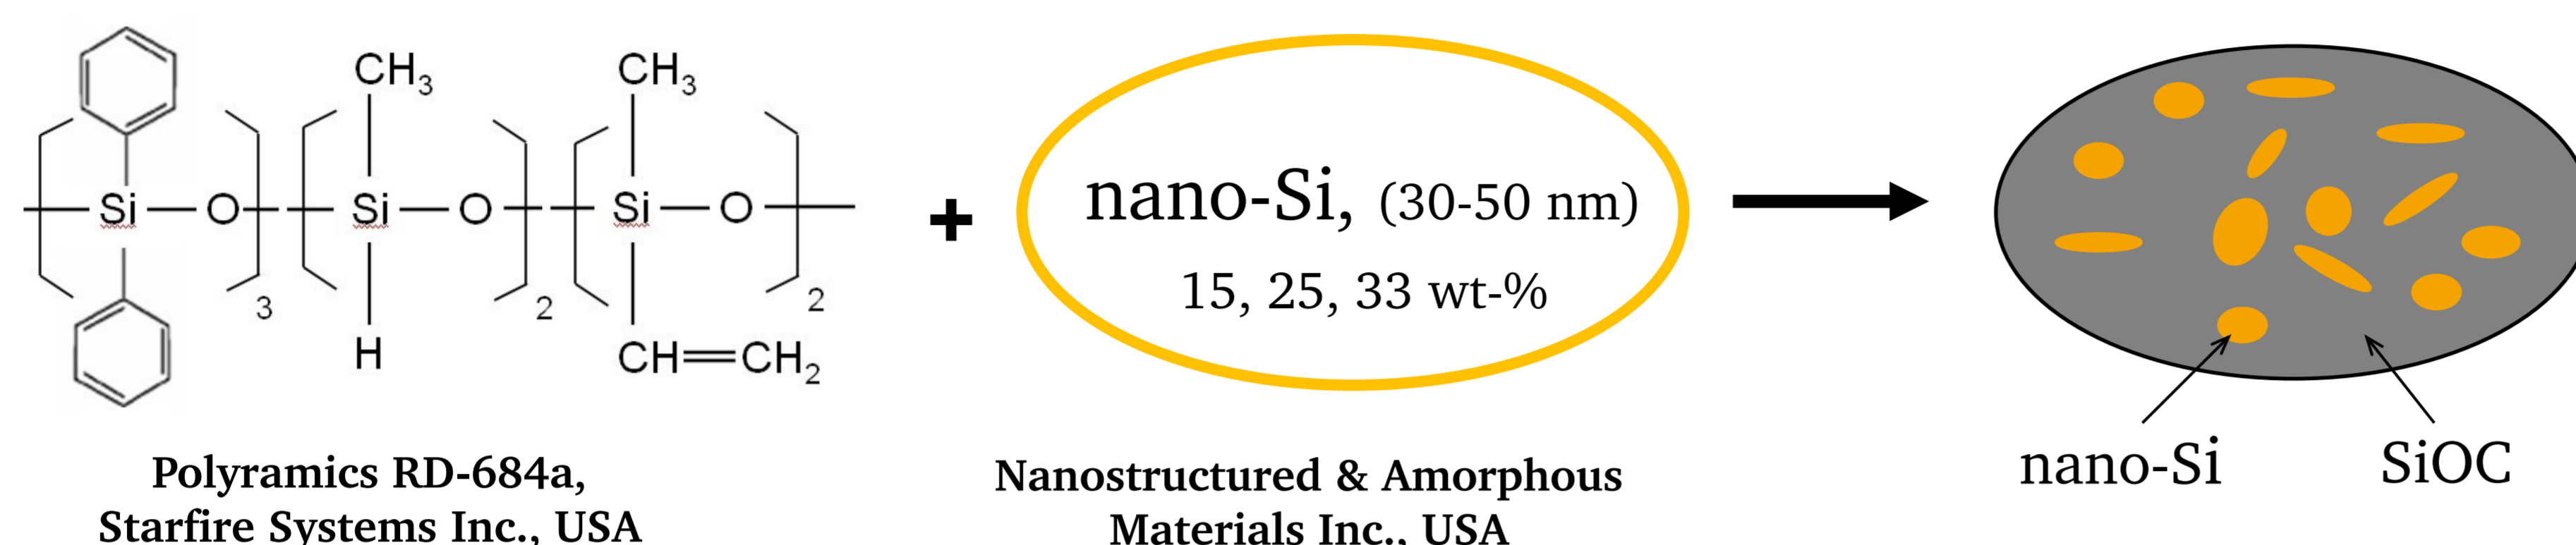 CH3
CH3
Si
O
3
Si
O
2
Si
O
2
H
CH=CH2
+
nano-Si, (30-50 nm)
15, 25, 33 wt-%
nano-Si
SiOC
Polyramics RD-684a,
Starfire Systems Inc., USA
Nanostructured & Amorphous
Materials Inc., USA